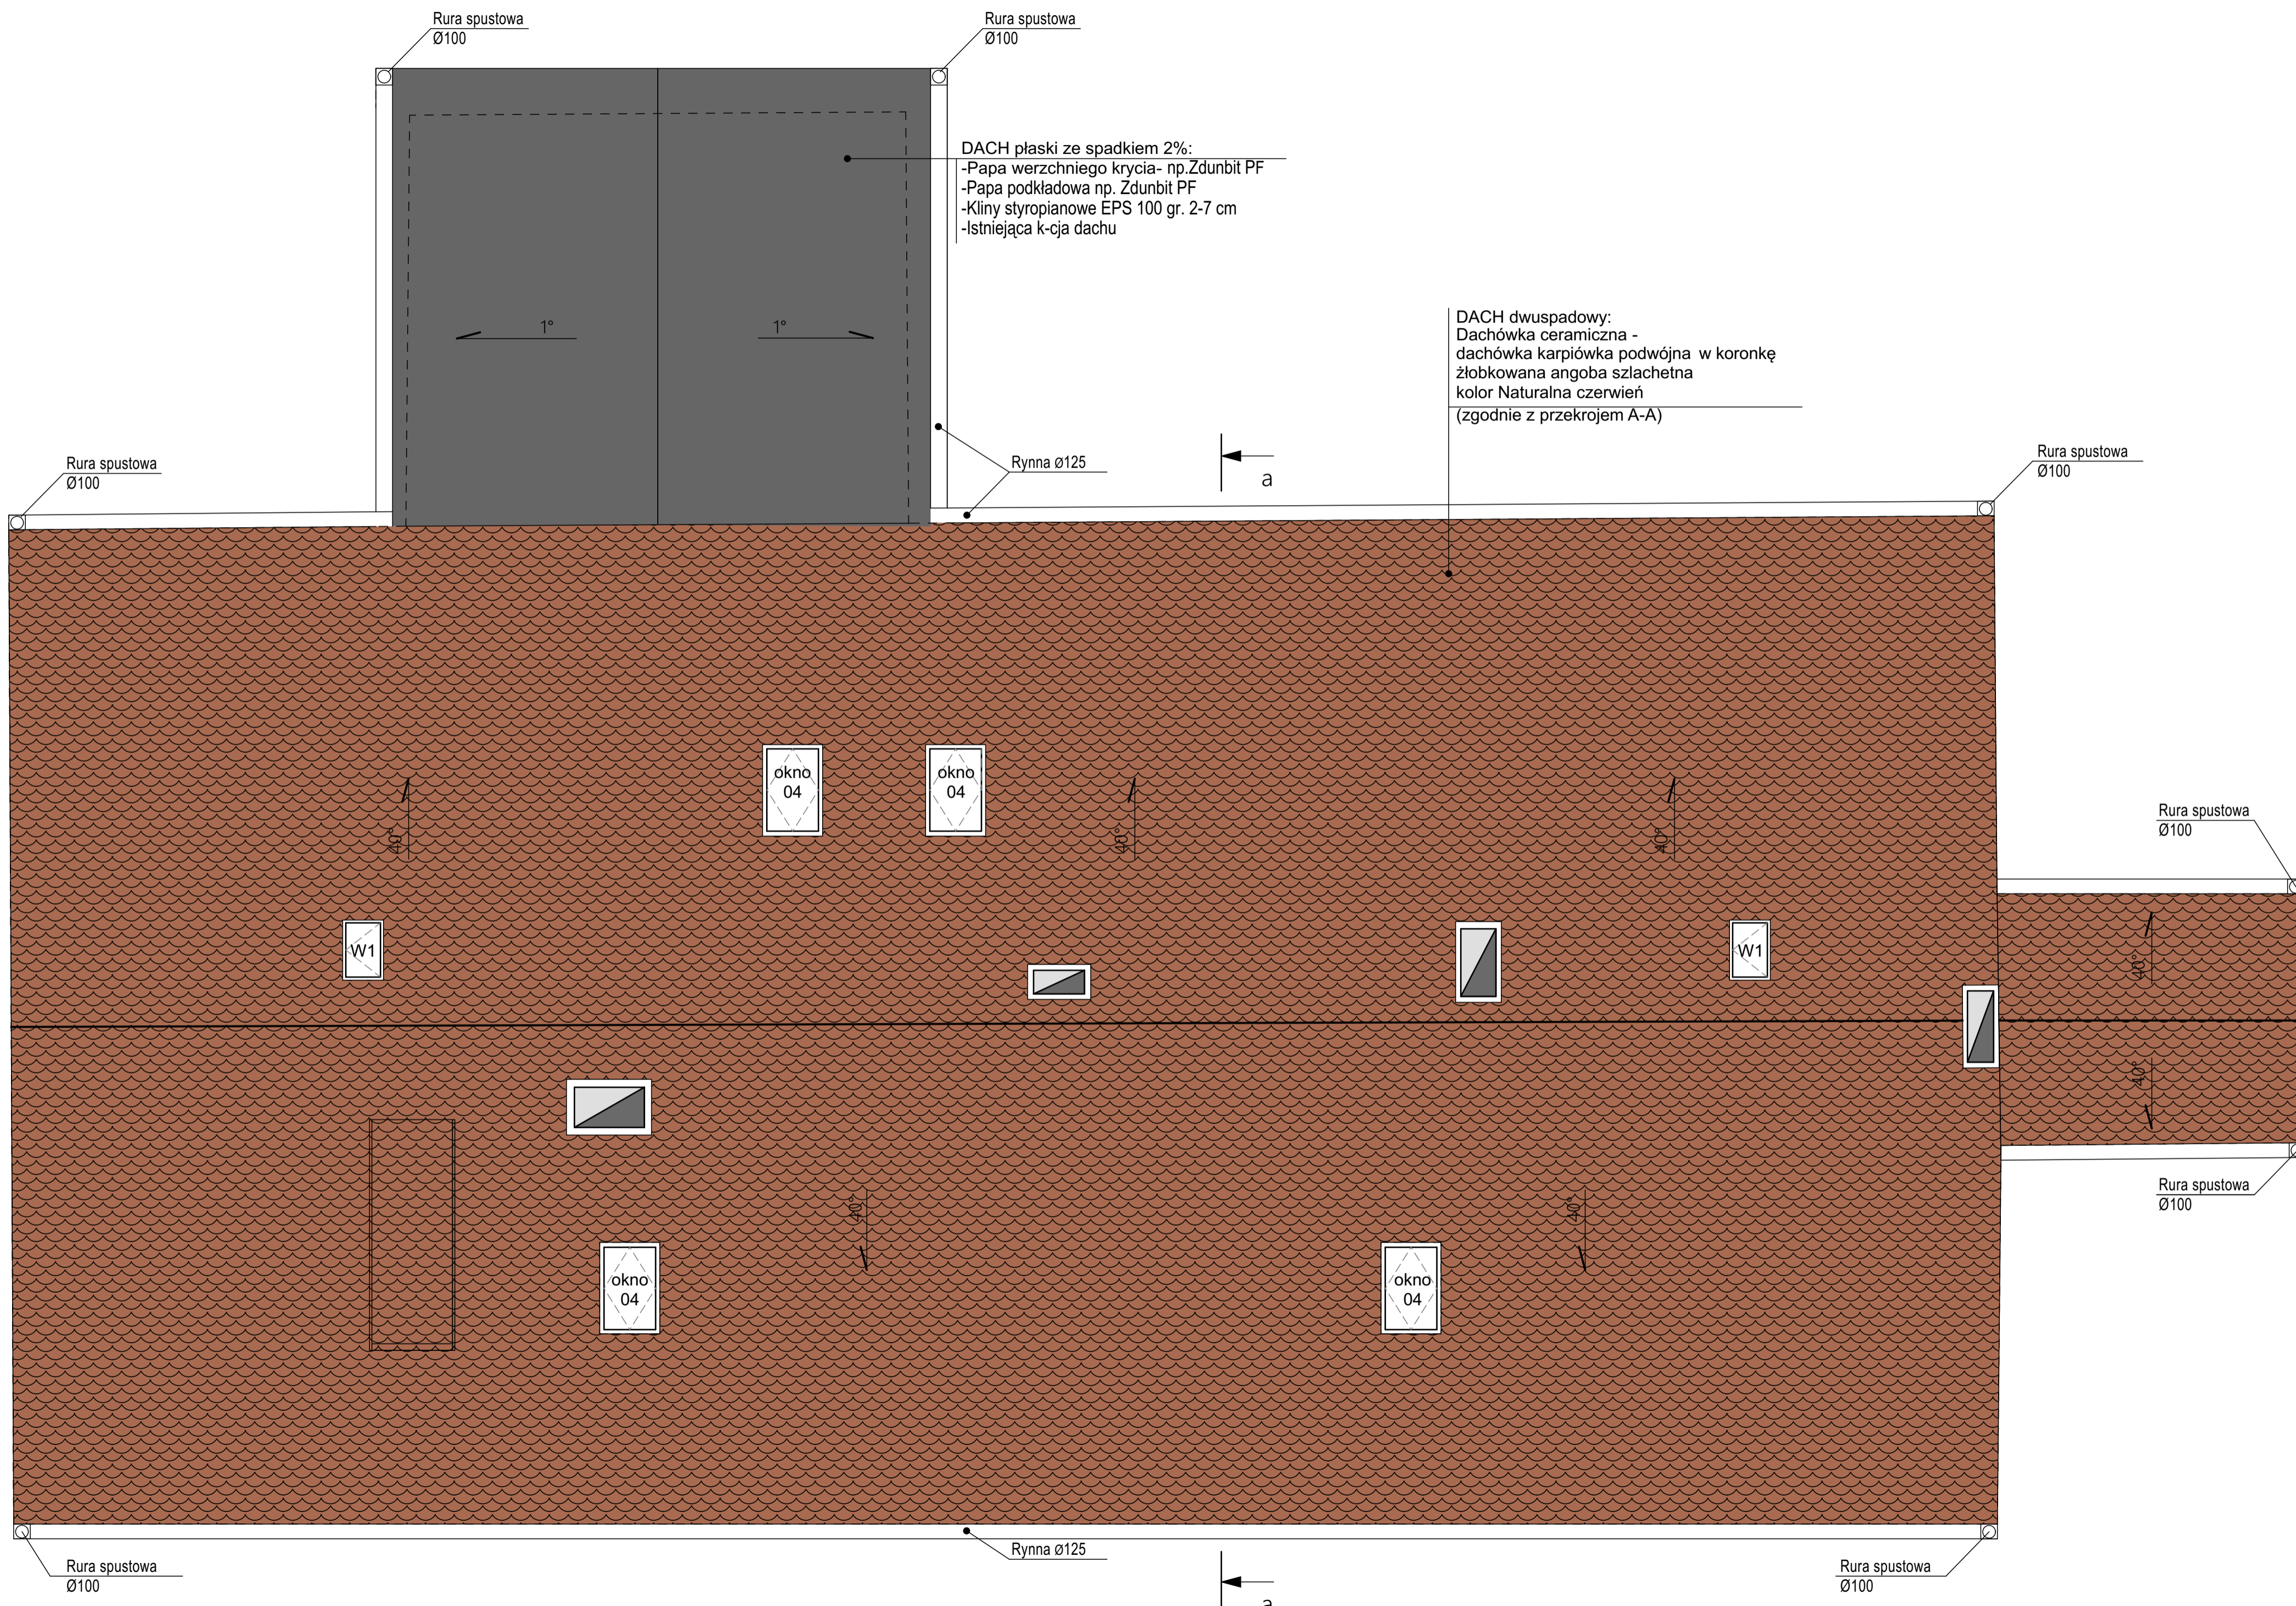 Rura spustowa
Ø100
Rura spustowa
Ø100
DACH płaski ze spadkiem 2%:
-Papa werzchniego krycia- np.Zdunbit PF
-Papa podkładowa np. Zdunbit PF
-Kliny styropianowe EPS 100 gr. 2-7 cm
-Istniejąca k-cja dachu
1°
1°
DACH dwuspadowy:
Dachówka ceramiczna -
dachówka karpiówka podwójna w koronkę
żłobkowana angoba szlachetna
kolor Naturalna czerwień
(zgodnie z przekrojem A-A)
Rura spustowa
Ø100
Rynna Ø125
a
Rura spustowa
Ø100
okno
04
okno
04
40°
40°
40°
Rura spustowa
Ø100
W1
W1
40°
40°
Rura spustowa
Ø100
40°
40°
okno
04
okno
04
Rynna Ø125
Rura spustowa
Ø100
Rura spustowa
Ø100
a